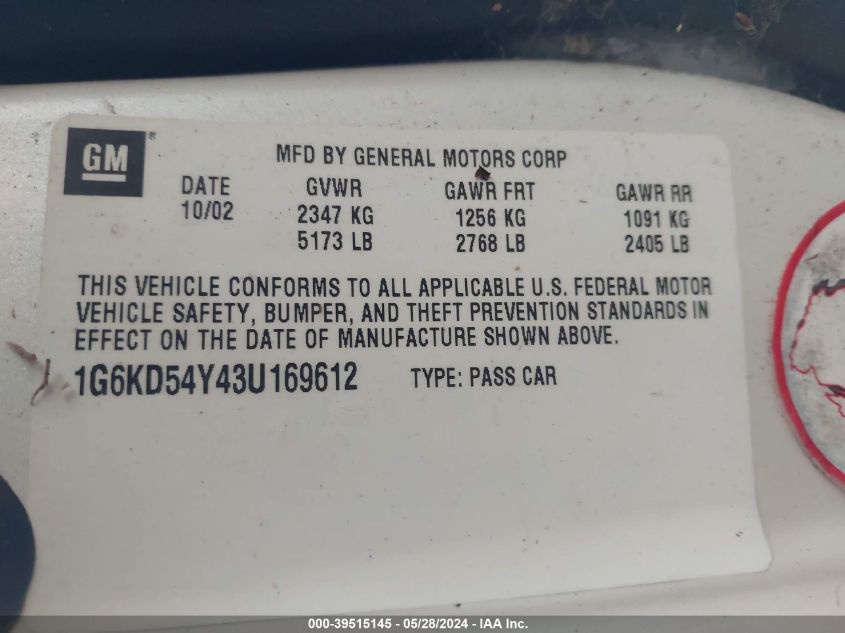 GM ®
MFD BY GENERAL MOTORS CORP
DATE GVWR GAWR FRT GAWR RR
10/02 2347 KG 1256 KG 1091 KG
5173 LB 2768 LB 2405 LB
THIS VEHICLE CONFORMS TO ALL APPLICABLE U.S. FEDERAL MOTOR
VEHICLE SAFETY, BUMPER, AND THEFT PREVENTION STANDARDS IN
EFFECT ON THE DATE OF MANUFACTURE SHOWN ABOVE.
1G6KD54Y43U169612 TYPE: PASS CAR
000-39515145 - 05/28/2024 - IAA Inc.